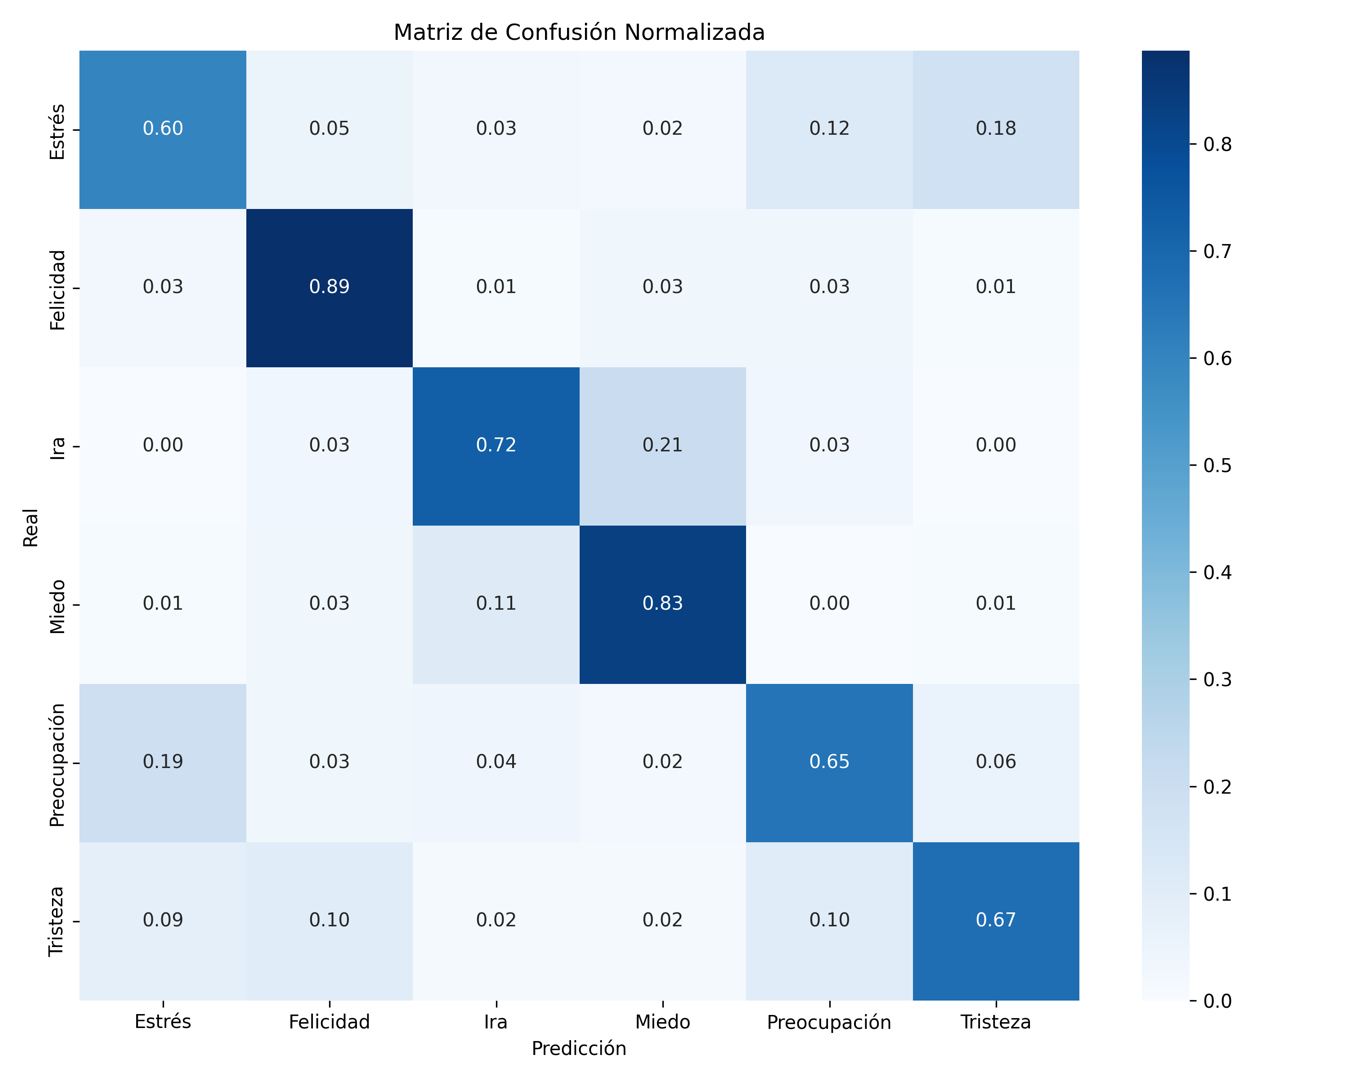 Matriz de Confusión Normalizada
Estrés 0.60 0.05 0.03 0.02 0.12 0.18
Felicidad 0.03 0.89 0.01 0.03 0.03 0.01
Ira 0.00 0.03 0.72 0.21 0.03 0.00
Miedo 0.01 0.03 0.11 0.83 0.00 0.01
Preocupación 0.19 0.03 0.04 0.02 0.65 0.06
Tristeza 0.09 0.10 0.02 0.02 0.10 0.67
Real
Estrés Felicidad Ira Miedo Preocupación Tristeza
Predicción
0.8
0.7
0.6
0.5
0.4
0.3
0.2
0.1
0.0